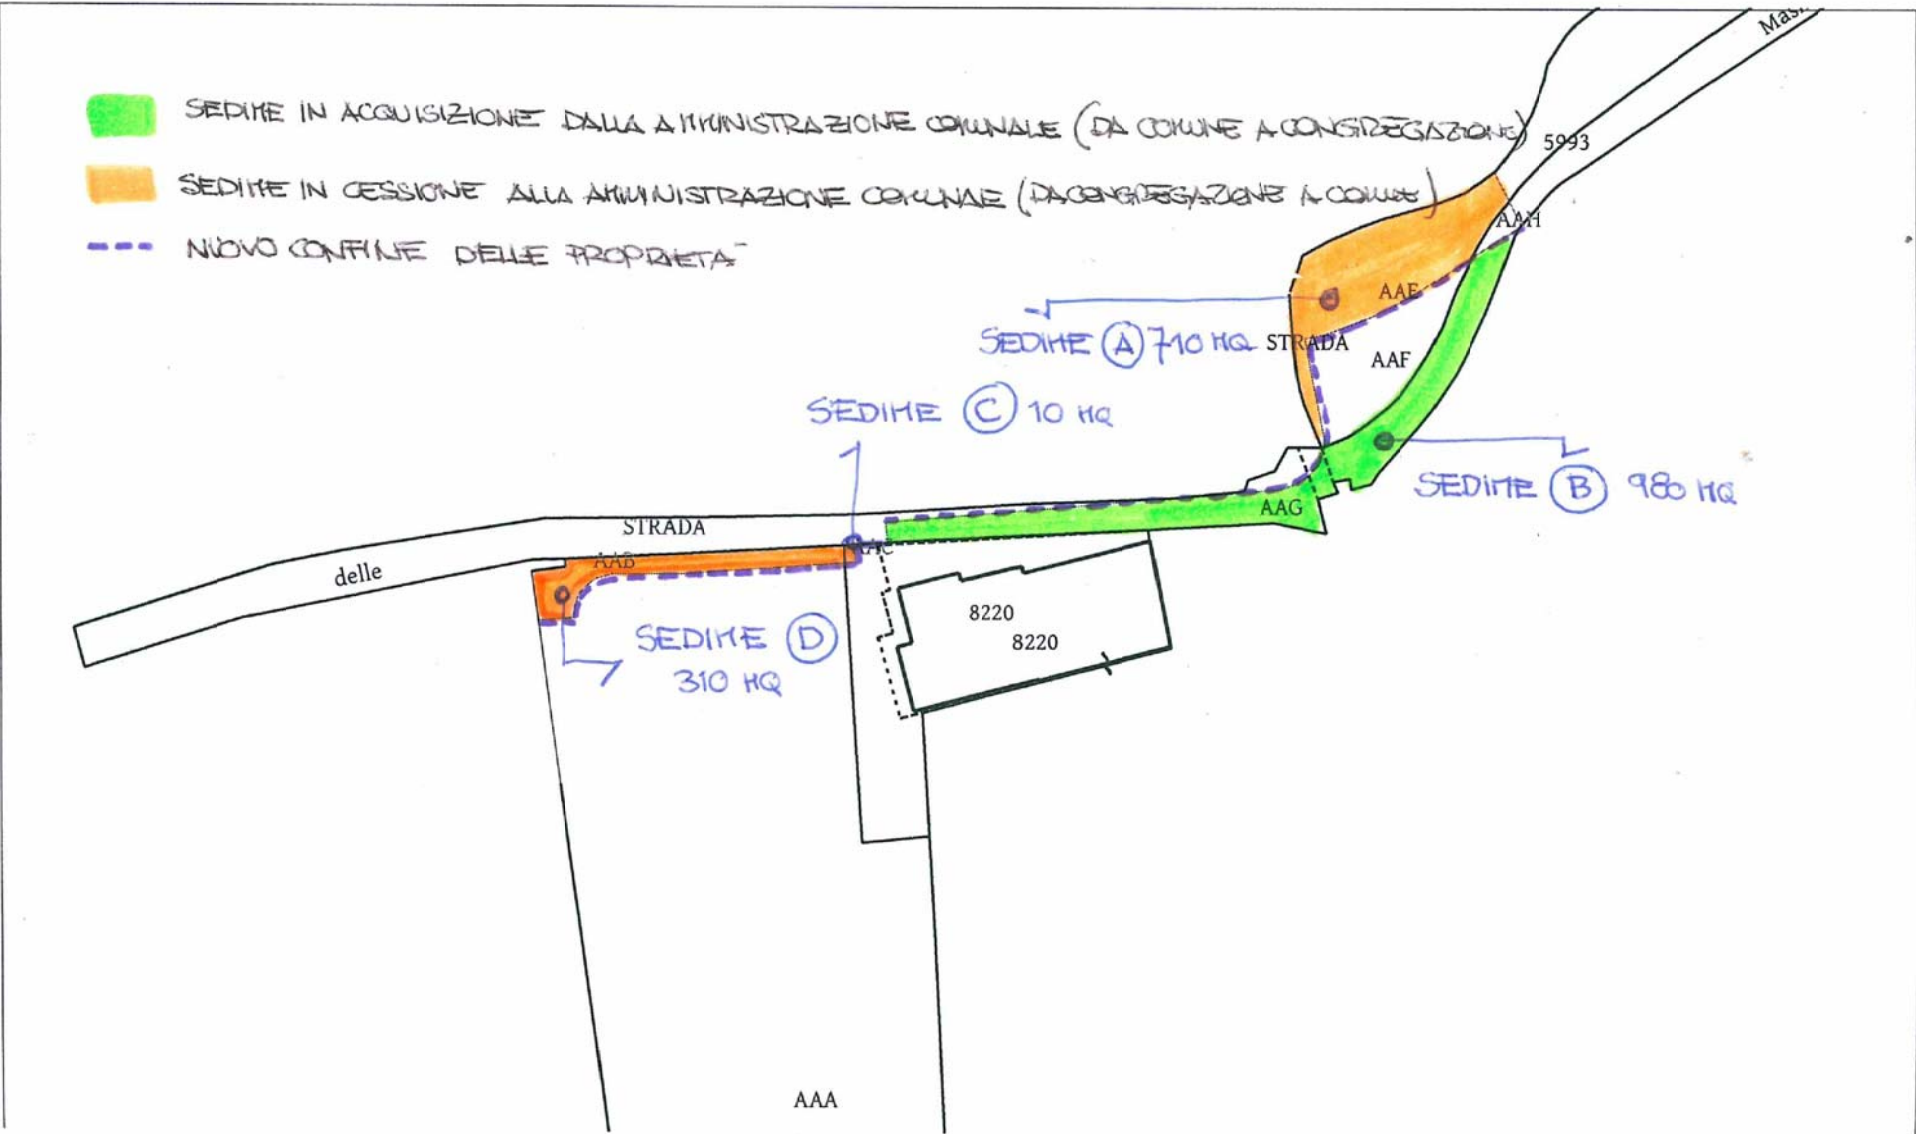 SEDIME IN ACQUISIZIONE DALLA AMMINISTRAZIONE COMUNALE (DA COMUNE A CONGREGAZIONE)
SEDIME IN CESSIONE ALLA AMMINISTRAZIONE COMUNAE (DA CONGREGAZIONE A COMUNE)
NUOVO CONFINE DELLE PROPRIETA'
5993
AAH
AAE
SEDIME A 710 MQ
STRADA
AAF
SEDIME C 10 MQ
SEDIME B 980 MQ
AAG
STRADA
AAC
AAB
delle
8220
8220
SEDIME D
310 MQ
AAA